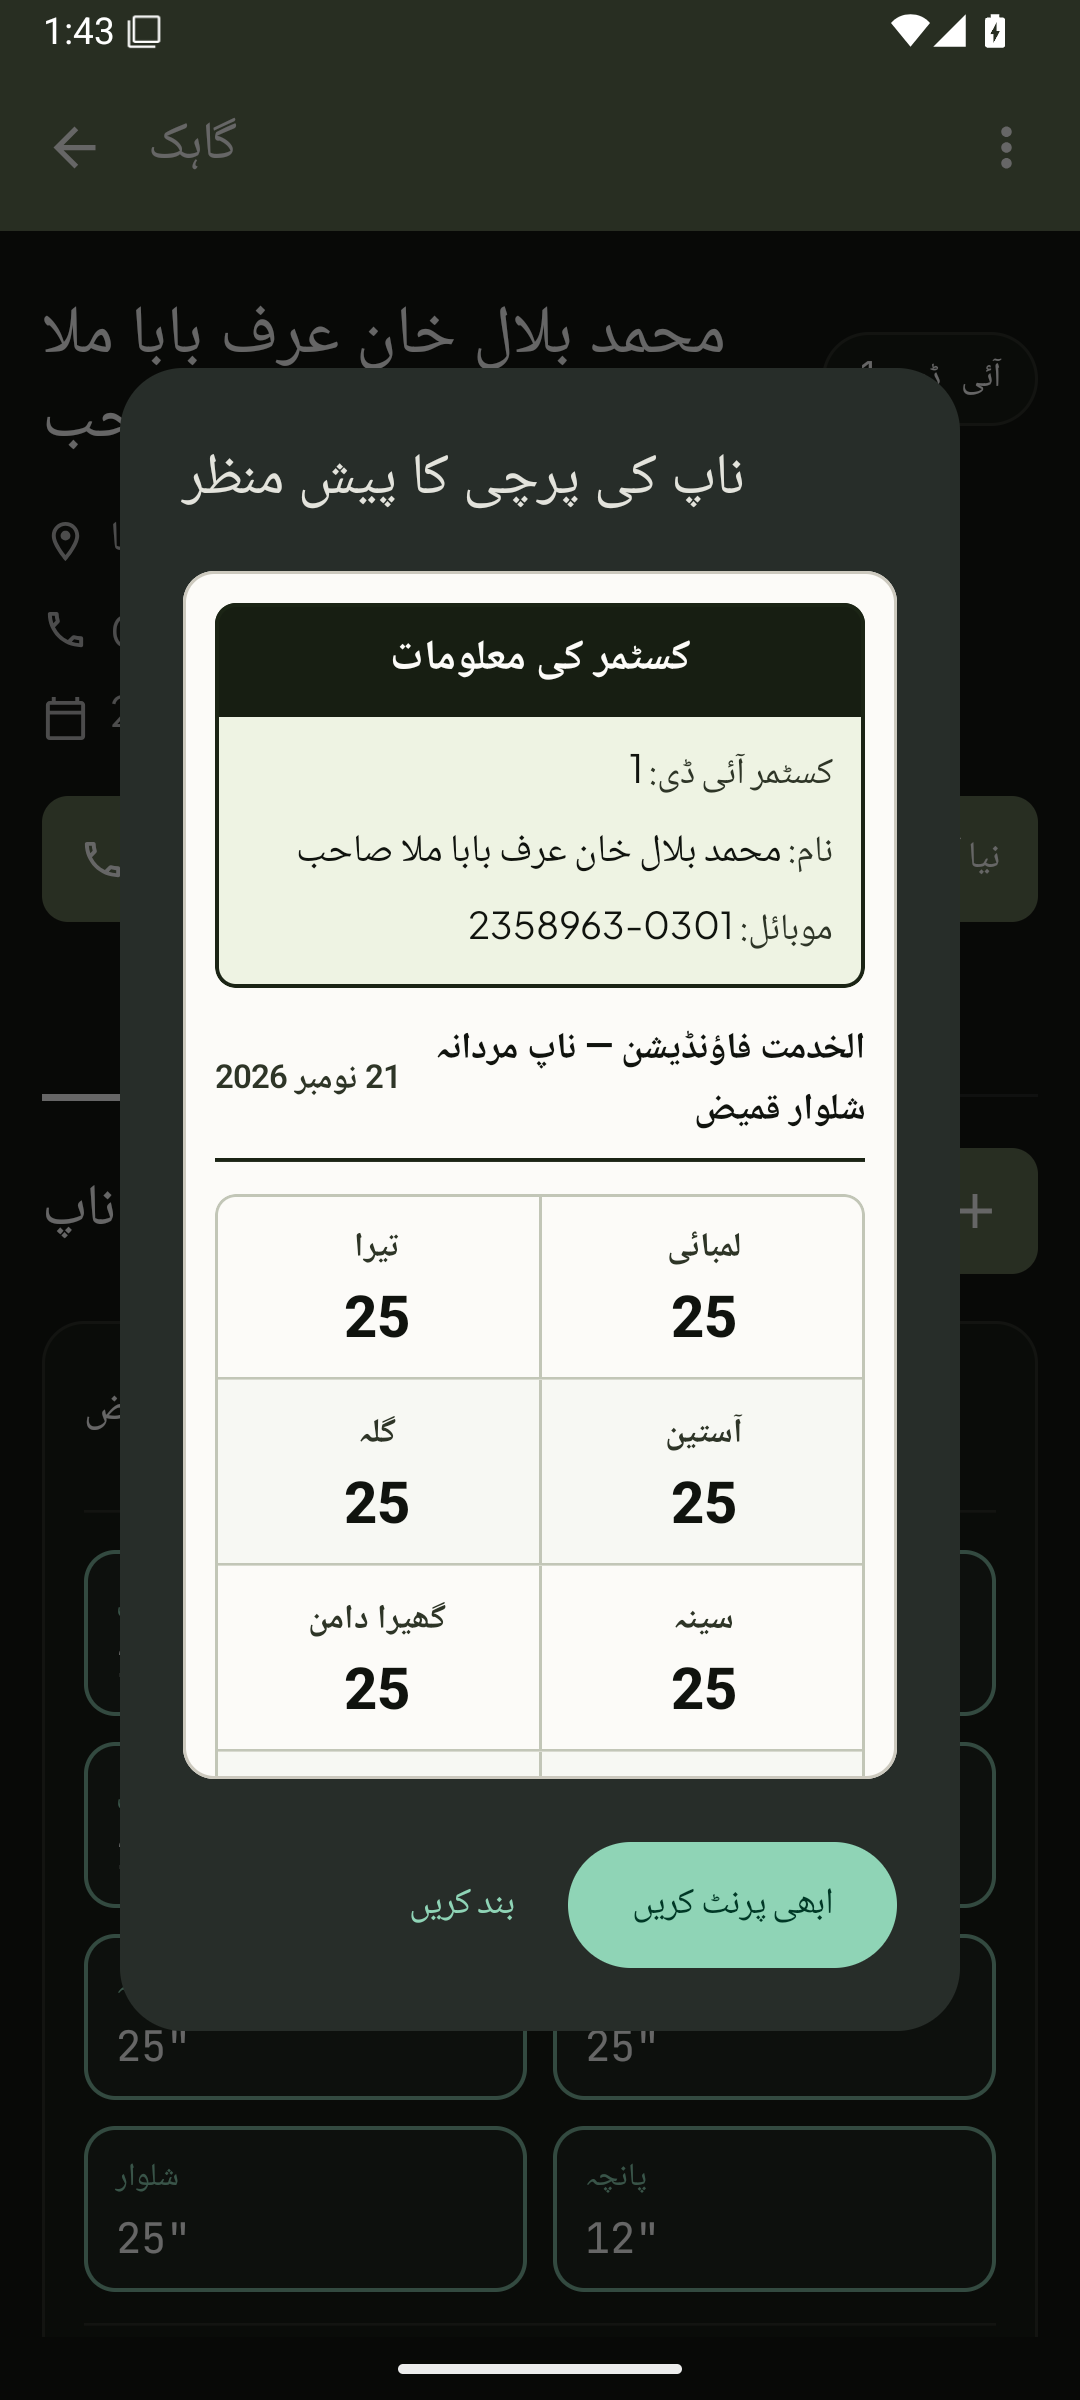 1:43
گاہک
محمد بلال خان عرف بابا ملا
آئی
ناپ کی پرچی کا پیش منظر
کسٹمر کی معلومات
کسٹمر آئی ڈی: 1
نام: محمد بلال خان عرف بابا ملا صاحب
موبائل: 0301-2358963
الخدمت فاؤنڈیشن — ناپ مردانہ
شلوار قمیض
21 نومبر 2026
نیا
ناپ
لمبائی
تیرا
25
25
آستین
گلہ
25
25
سینہ
گھیرا دامن
25
25
ابھی پرنٹ کریں
بند کریں
25"
25"
شلوار
پانچہ
25"
12"